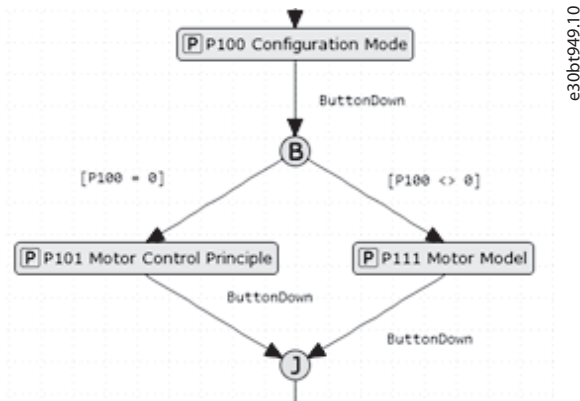 P P100 Configuration Mode
e30bt949.10
ButtonDown
B
[P100 = 0]
[P100 <> 0]
P P101 Motor Control Principle
P P111 Motor Model
ButtonDown
ButtonDown
J